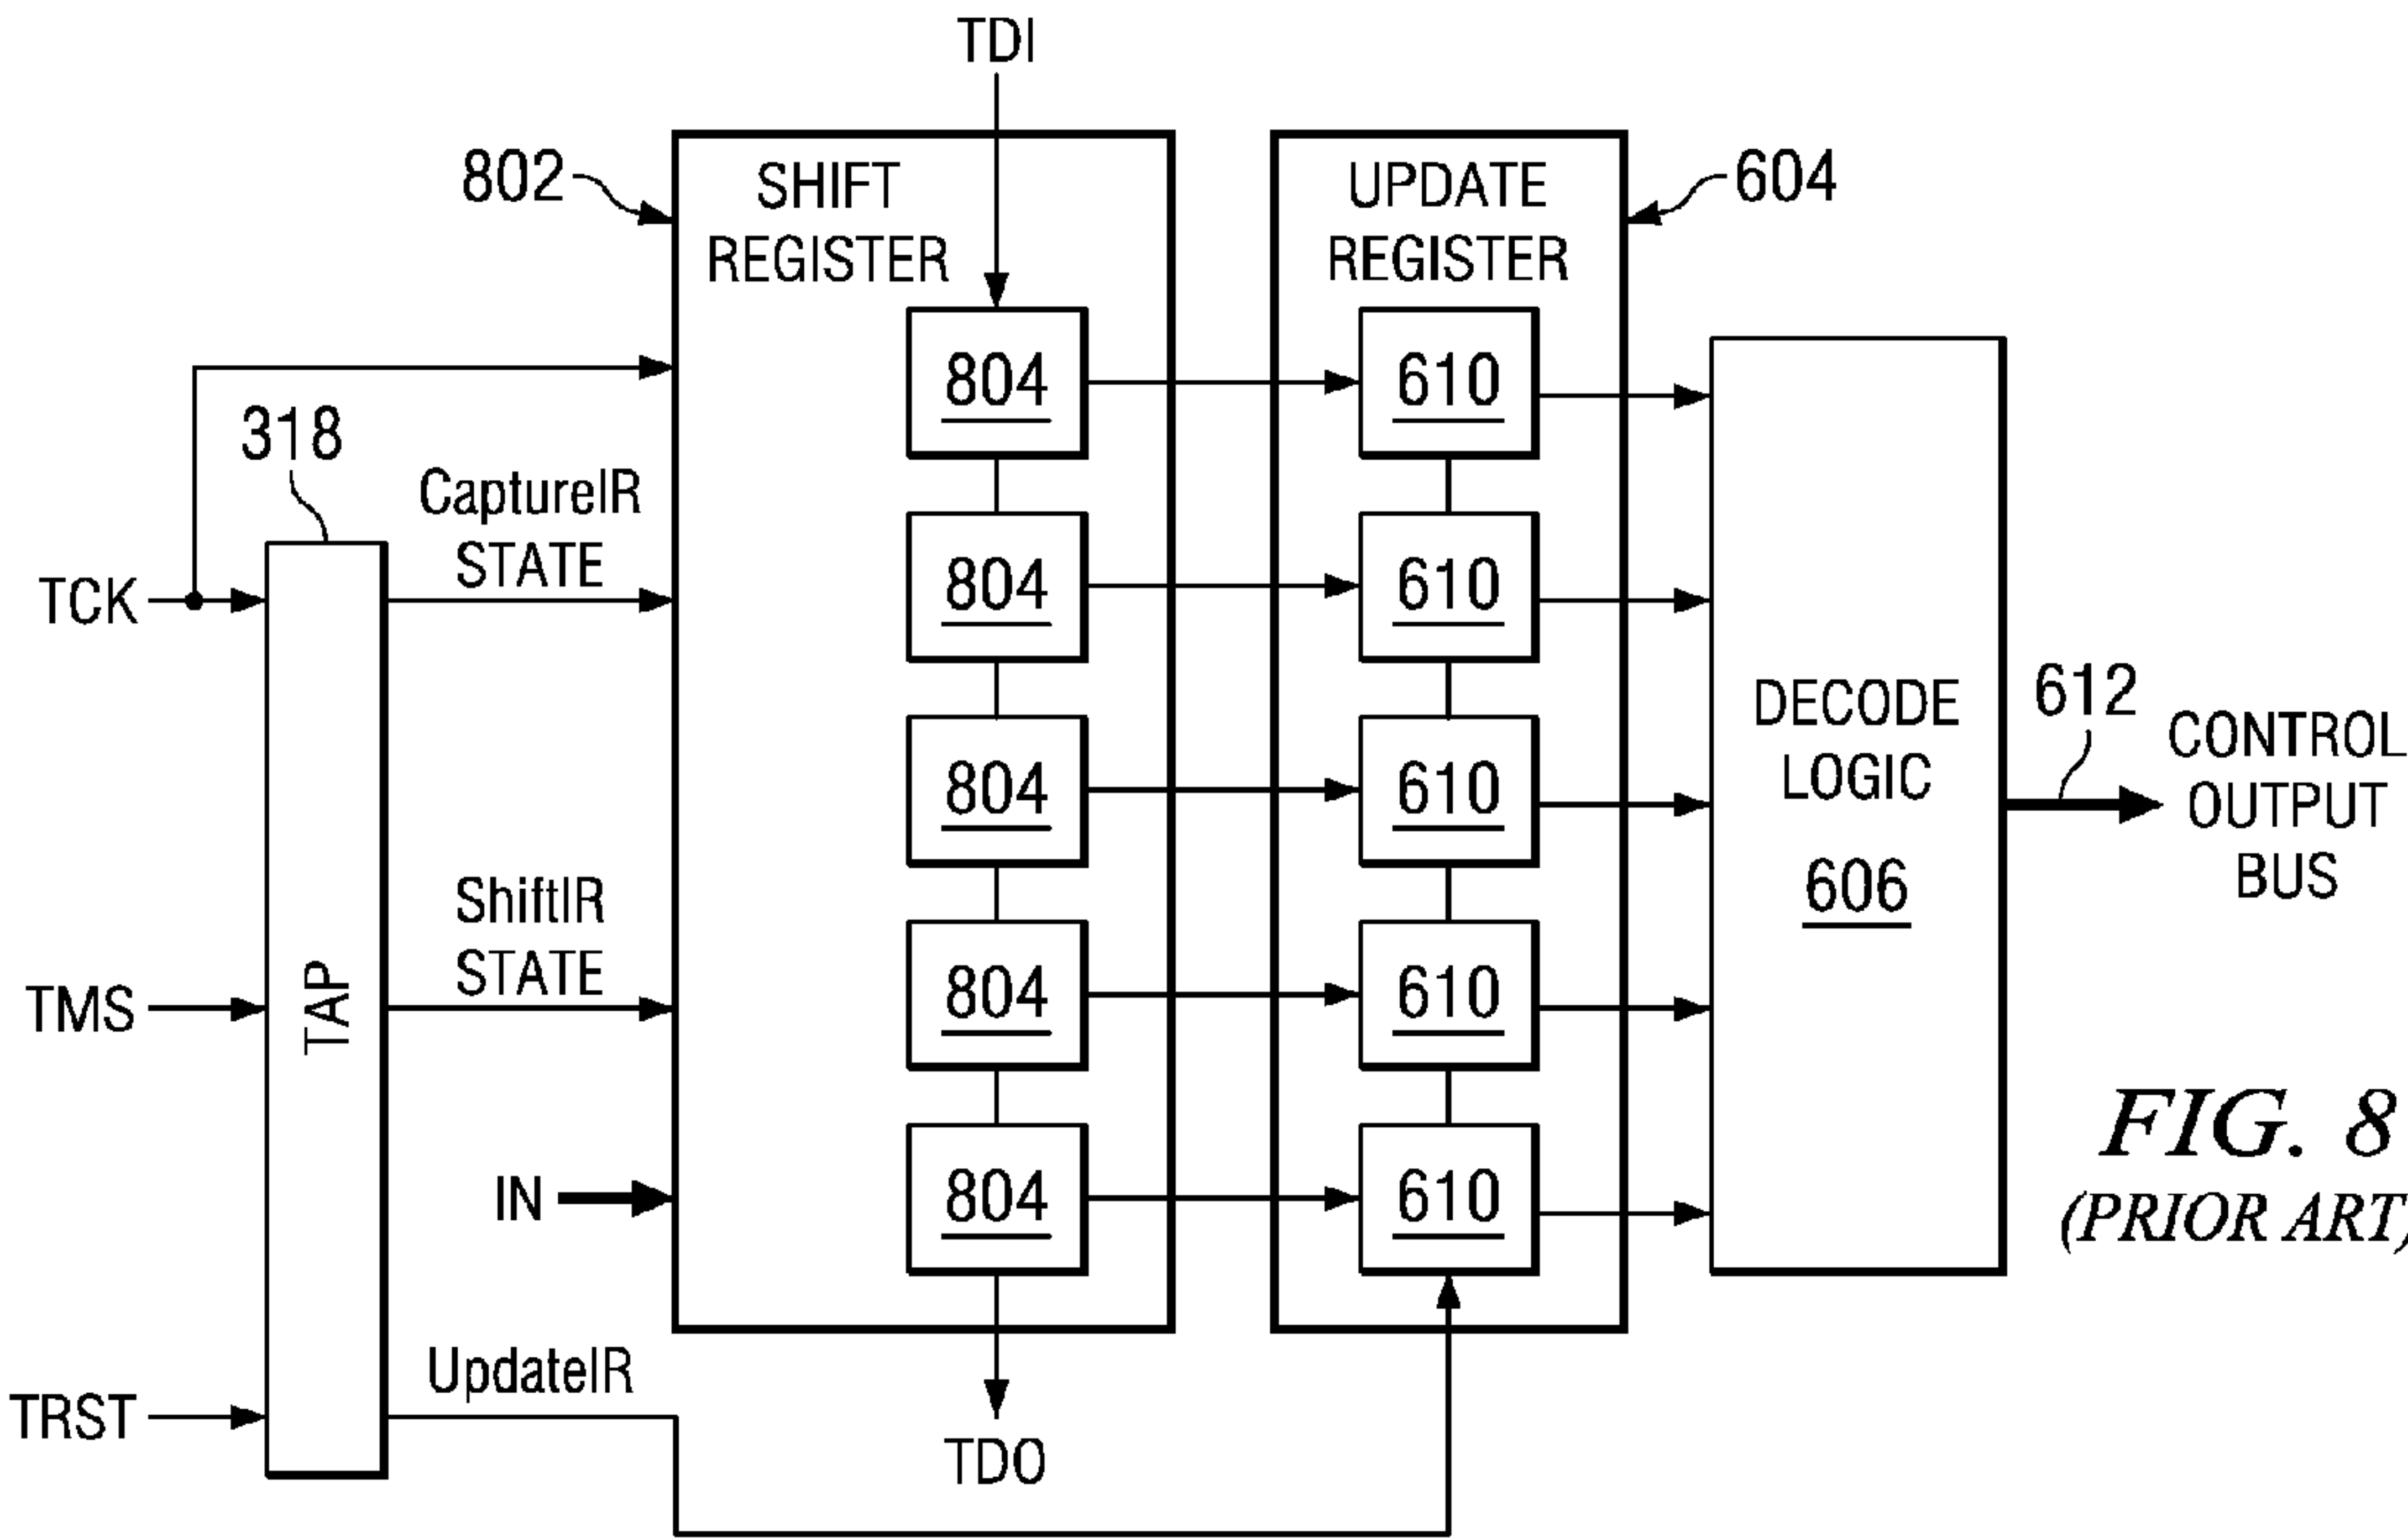 TDI
802
SHIFT
REGISTER
UPDATE
REGISTER
604
318
CaptureIR
STATE
TCK
804
610
804
610
804
610
804
610
804
610
DECODE
LOGIC
606
612
CONTROL
OUTPUT
BUS
ShiftIR
STATE
TMS
TAP
IN
UpdateIR
TRST
TDO
FIG. 8
(PRIOR ART)